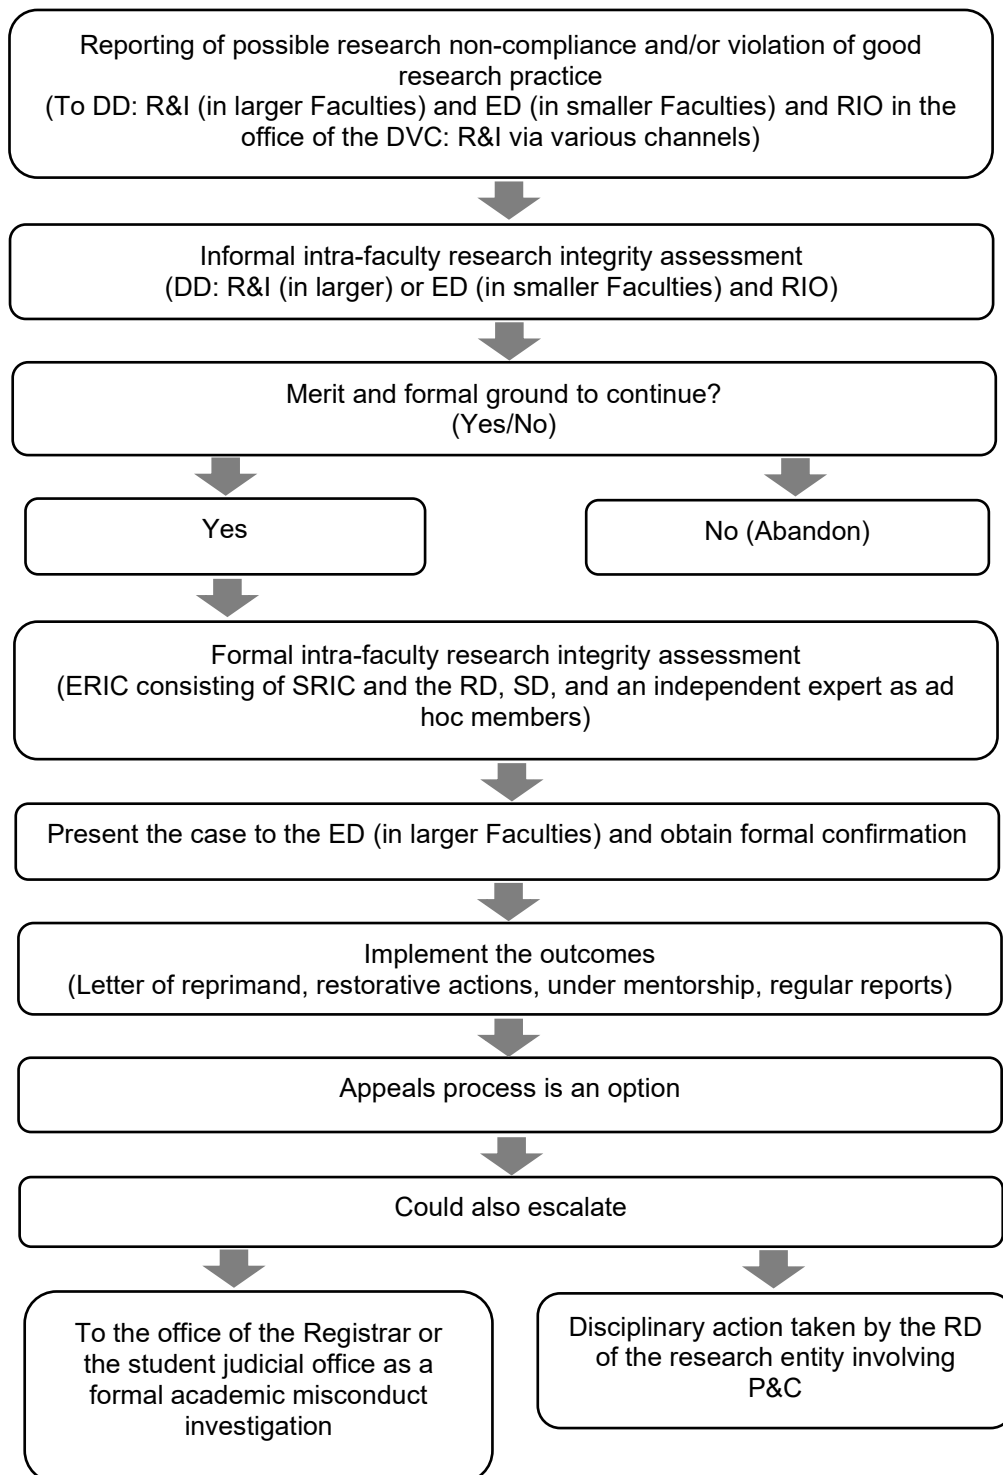 Reporting of possible research non-compliance and/or violation of good
research practice
(To DD: R&I (in larger Faculties) and ED (in smaller Faculties) and RIO in the
office of the DVC: R&I via various channels)
Informal intra-faculty research integrity assessment
(DD: R&I (in larger) or ED (in smaller Faculties) and RIO)
Merit and formal ground to continue?
(Yes/No)
Yes
No (Abandon)
Formal intra-faculty research integrity assessment
(ERIC consisting of SRIC and the RD, SD, and an independent expert as ad
hoc members)
Present the case to the ED (in larger Faculties) and obtain formal confirmation
Implement the outcomes
(Letter of reprimand, restorative actions, under mentorship, regular reports)
Appeals process is an option
Could also escalate
To the office of the Registrar or
the student judicial office as a
formal academic misconduct
investigation
Disciplinary action taken by the RD
of the research entity involving
P&C